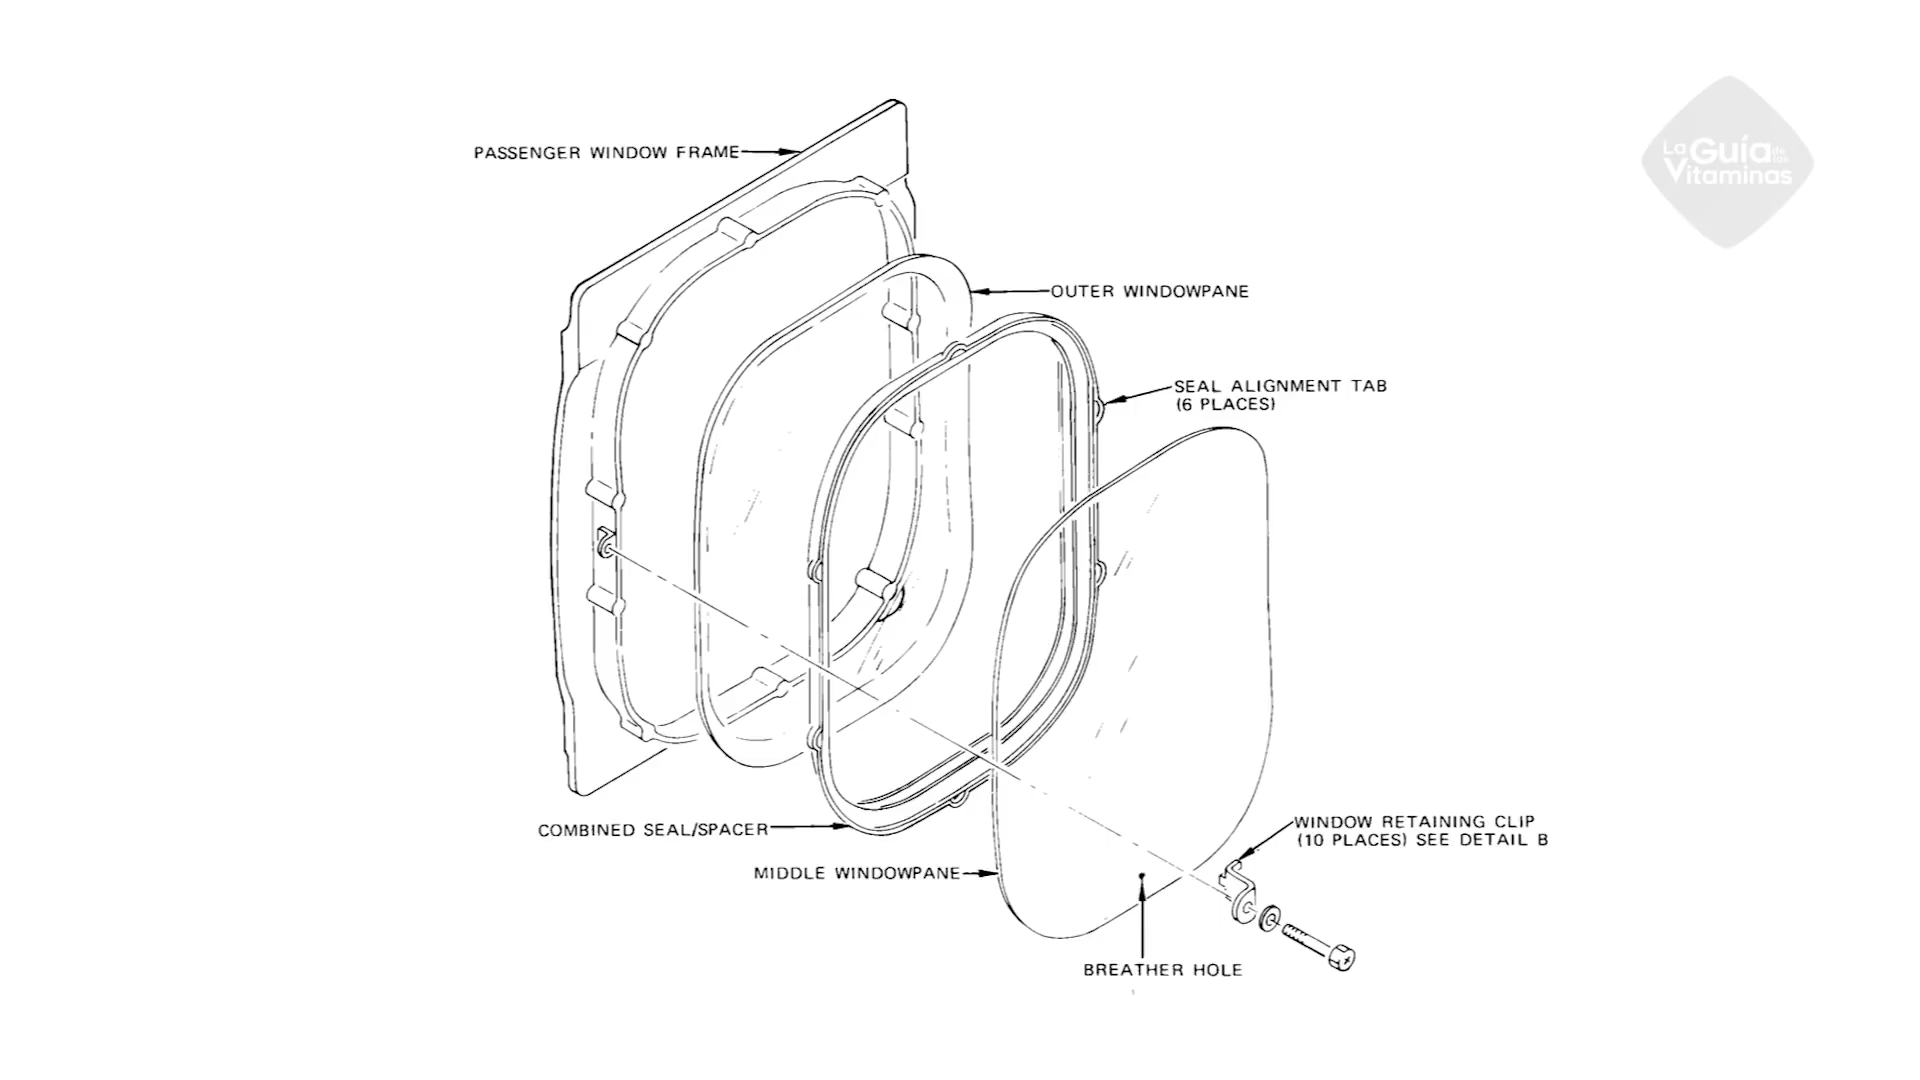 PASSENGER WINDOW FRAME
La Guía de las
Vitaminas
OUTER WINDOWPANE
SEAL ALIGNMENT TAB
(6 PLACES)
COMBINED SEAL/SPACER
WINDOW RETAINING CLIP
(10 PLACES) SEE DETAIL B
MIDDLE WINDOWPANE
BREATHER HOLE